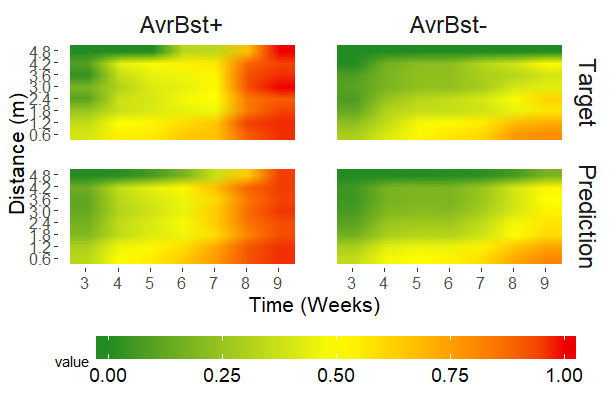 AvrBst+ AvrBst-
4.8
4.2
3.6
3.0
2.4
1.8
1.2
0.6
Target
4.8
4.2
3.6
3.0
2.4
1.8
1.2
0.6
Prediction
Distance (m)
3 4 5 6 7 8 9 3 4 5 6 7 8 9
Time (Weeks)
value
0.00 0.25 0.50 0.75 1.00